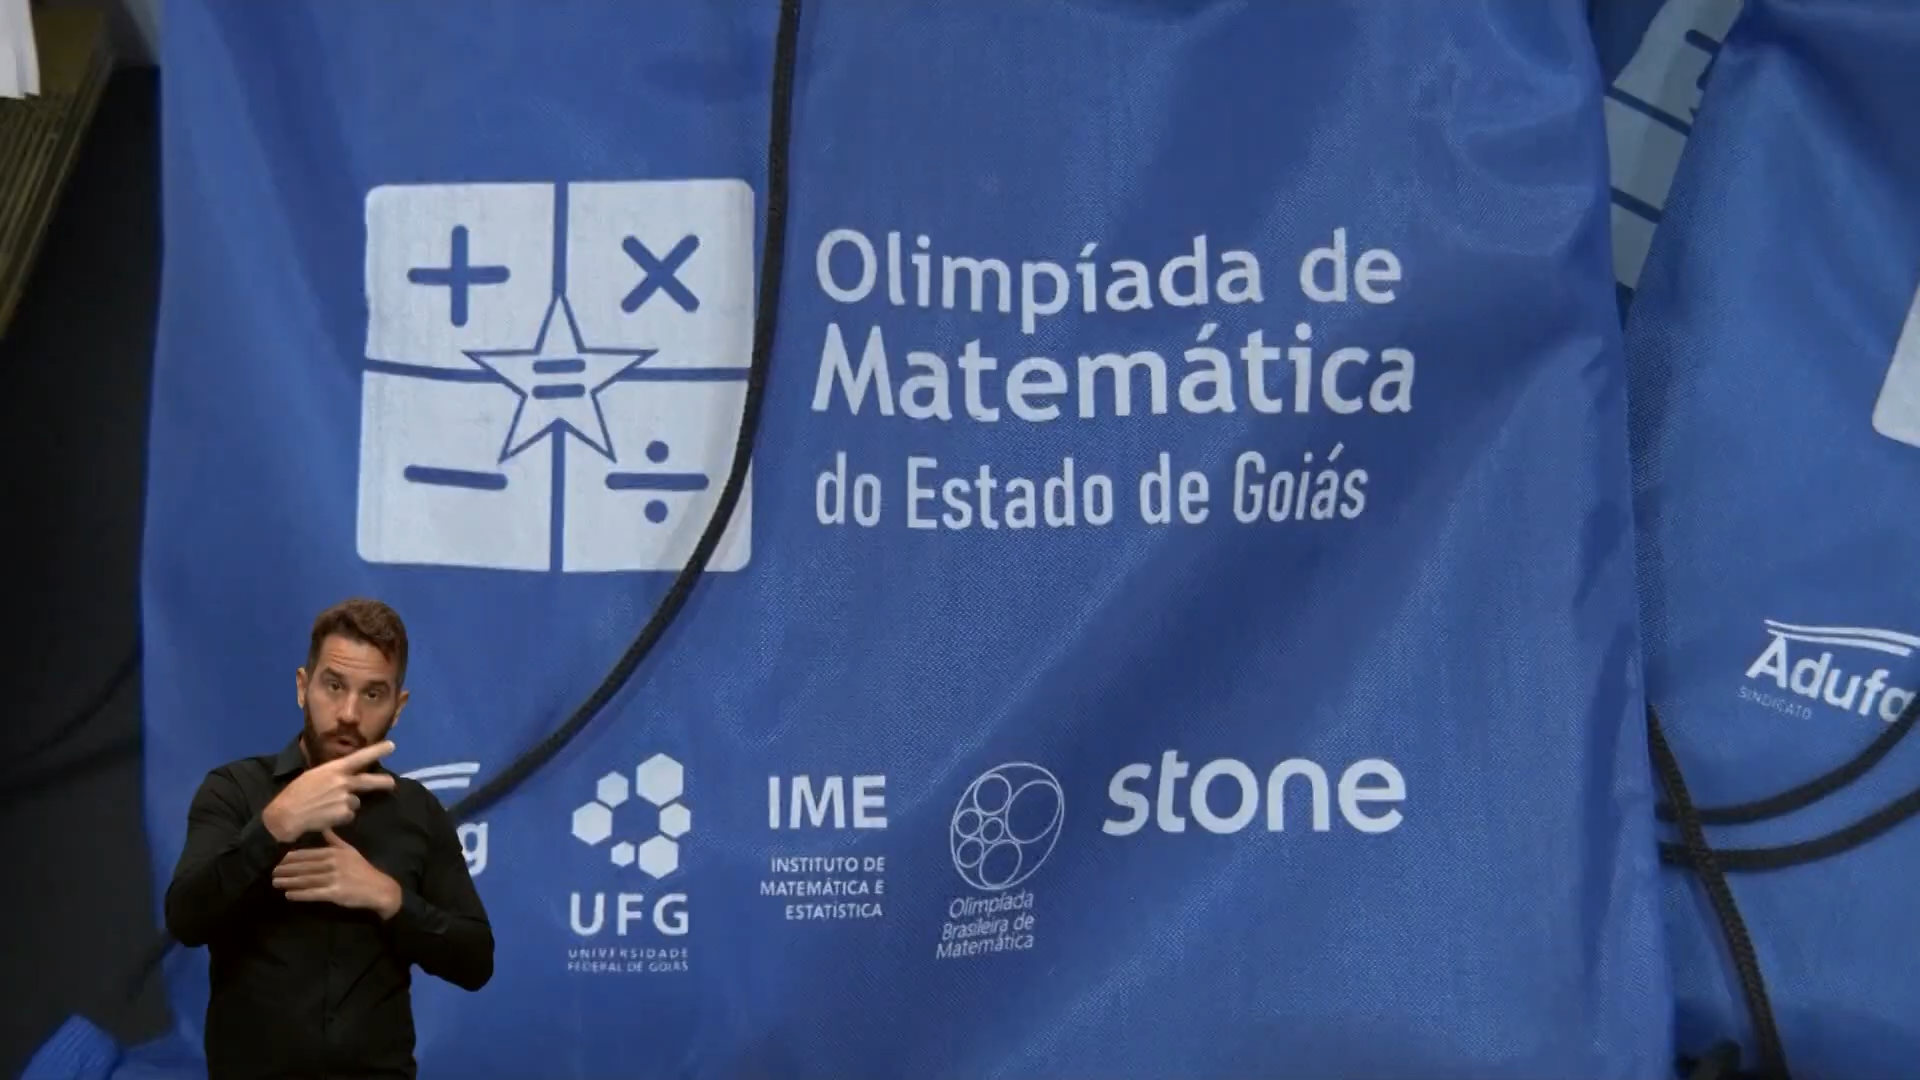 Olimpíada de
Matemática
do Estado de Goiás
Adufg
SINDICATO
g
UFG
UNIVERSIDADE
FEDERAL DE GOIÁS
IME
INSTITUTO DE
MATEMÁTICA E
ESTATÍSTICA
Olimpíada
Brasileira de
Matemática
stone